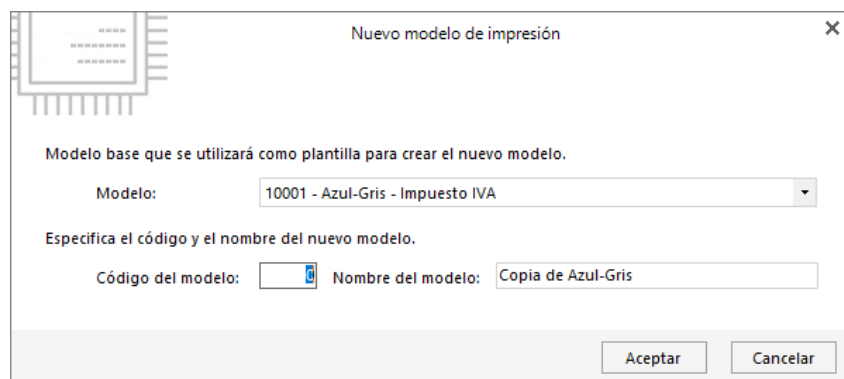 Nuevo modelo de impresión
Modelo base que se utilizará como plantilla para crear el nuevo modelo.
Modelo: 10001 - Azul-Gris - Impuesto IVA
Especifica el código y el nombre del nuevo modelo.
Código del modelo: 0 Nombre del modelo: Copia de Azul-Gris
Aceptar Cancelar